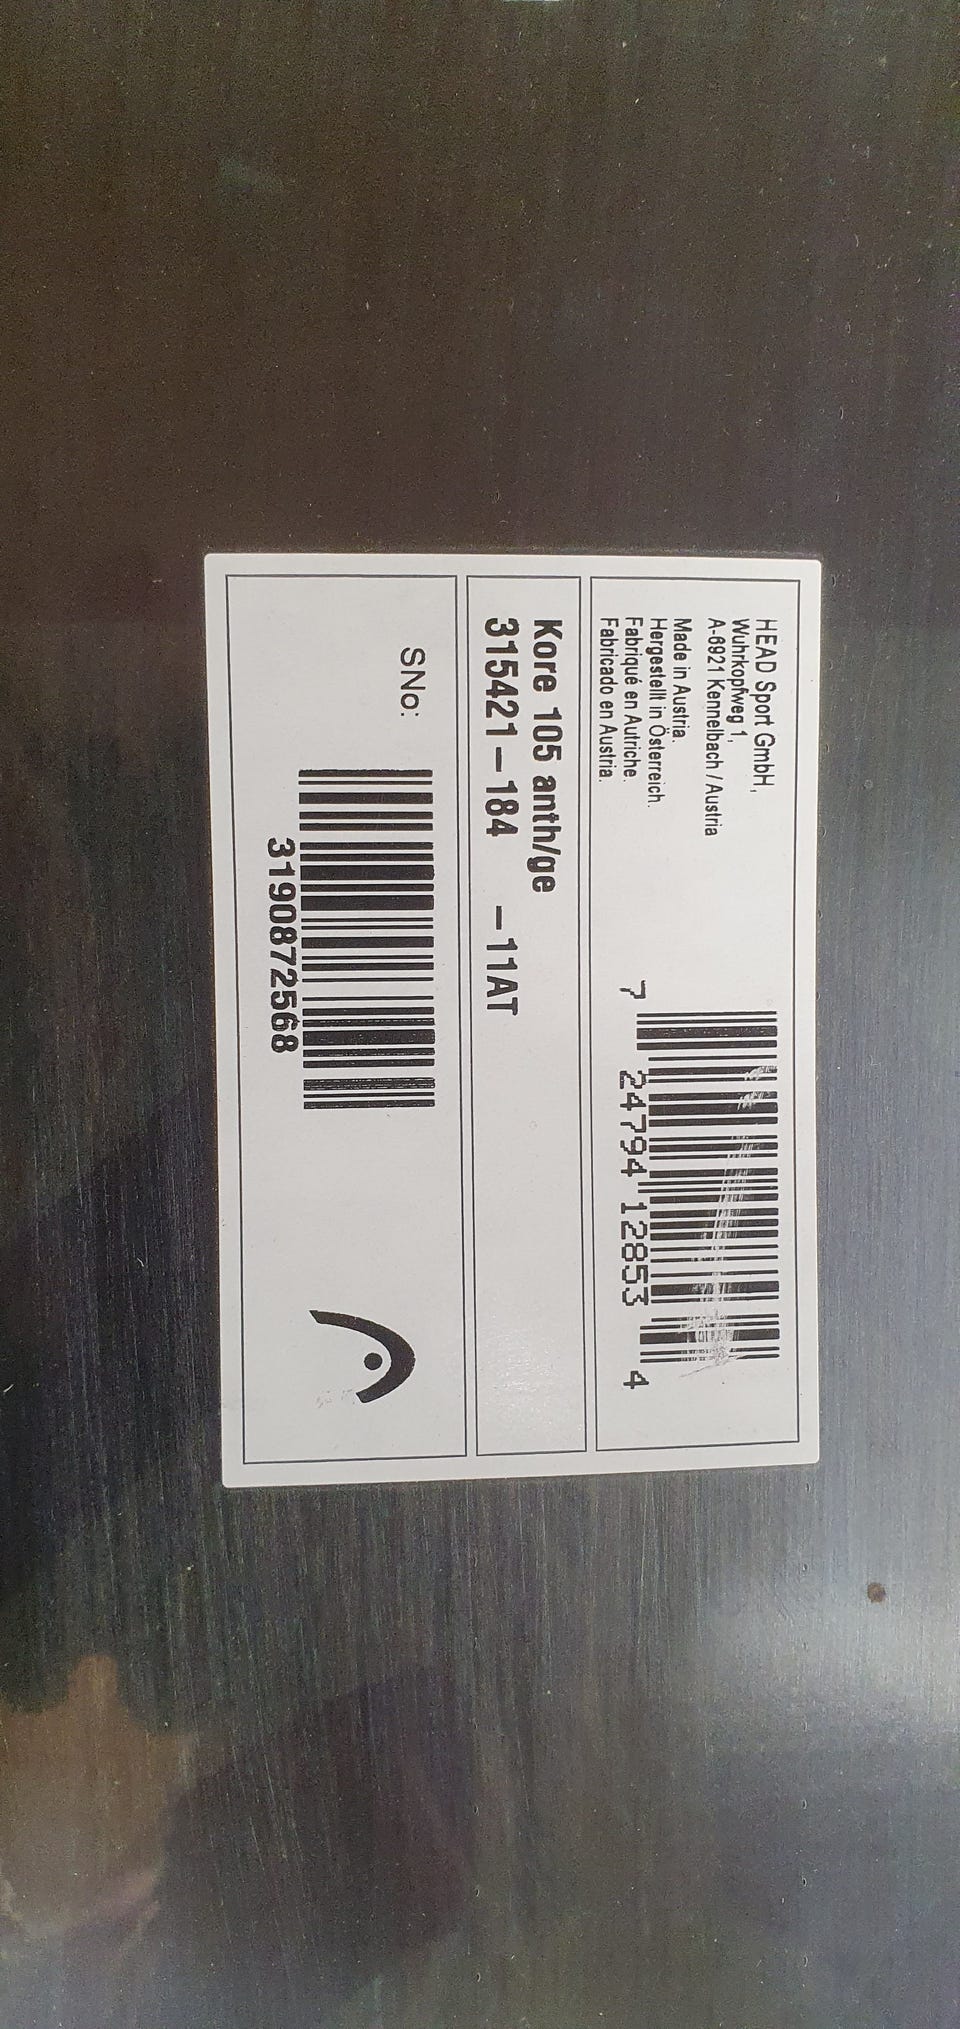 HEAD Sport GmbH,
Wuhrkopfweg 1,
A-6921 Kennelbach / Austria
Made in Austria.
Hergestellt in Österreich.
Fabriqué en Autriche.
Fabricado en Austria.
7 24794 12853 4
Kore 105 anth/ge
315421-184 -11AT
SNo:
3190872568